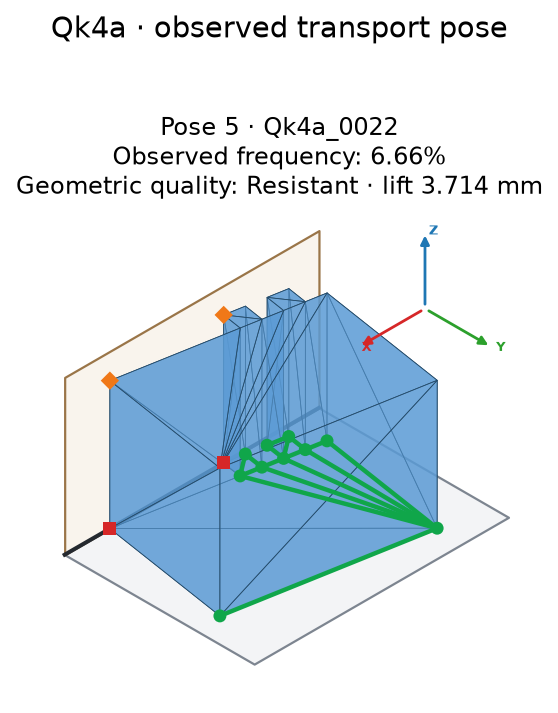 Qk4a · observed transport pose
Pose 5 · Qk4a_0022
Observed frequency: 6.66%
Geometric quality: Resistant · lift 3.714 mm
Z
X
Y